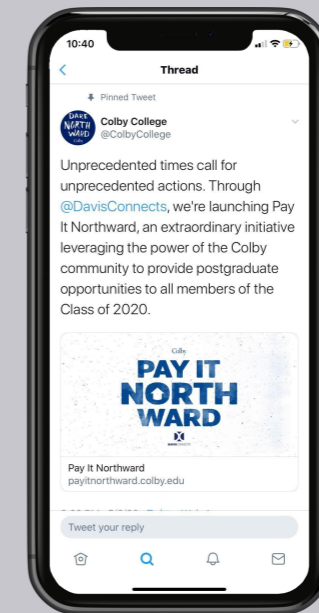 10:40
Thread
Pinned Tweet
DARE
NORTH
WARD
Colby
Colby College
@ColbyCollege
Unprecedented times call for
unprecedented actions. Through
@DavisConnects, we're launching Pay
It Northward, an extraordinary initiative
leveraging the power of the Colby
community to provide postgraduate
opportunities to all members of the
Class of 2020.
Colby
PAY IT
NORTH
WARD
Pay It Northward
payitnorthward.colby.edu
Tweet your reply